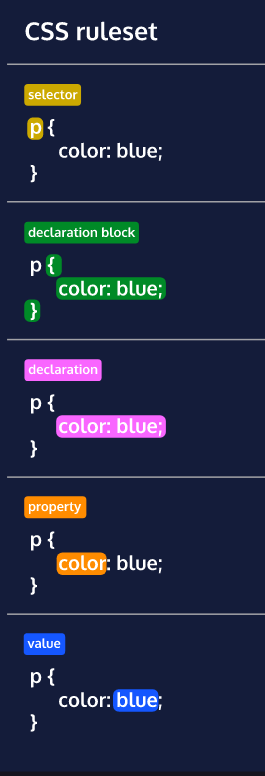 CSS ruleset
selector
p {
color: blue;
}
declaration block
p {
color: blue;
}
declaration
p {
color: blue;
}
property
p {
color: blue;
}
value
p {
color: blue;
}